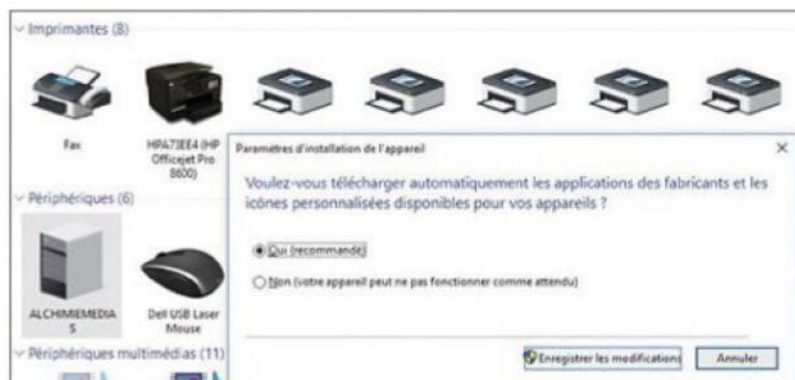 Imprimantes (8)
Fax
HPA73EE4 (HP
Officejet Pro
8600)
Paramètres d'installation de l'appareil
Voulez-vous télécharger automatiquement les applications des fabricants et les
icônes personnalisées disponibles pour vos appareils ?
Oui (recommandé)
Non (votre appareil peut ne pas fonctionner comme attendu)
Enregistrer les modifications
Annuler
Périphériques (6)
ALCHIMIEMEDIA
S
Dell USB Laser
Mouse
Périphériques multimédias (11)